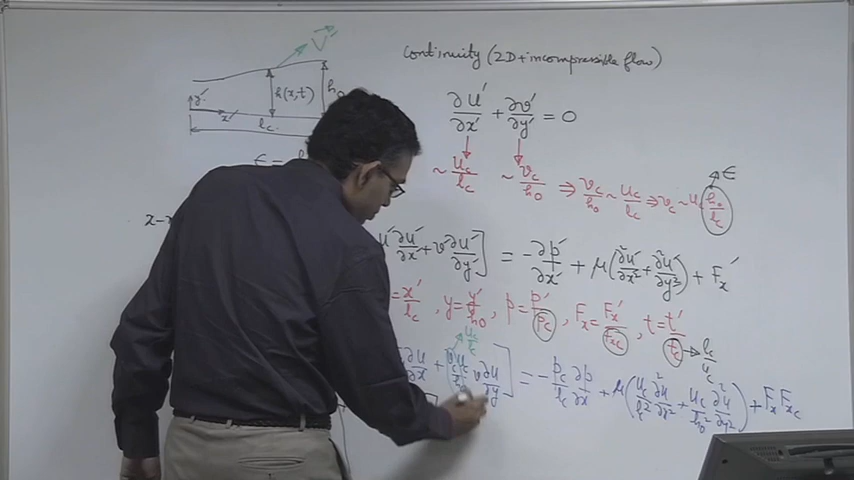 V'
Continuity (2D+incompressible flow)
y'
h(x,t)
h₀
x'
l_c
∂u'/∂x' + ∂v'/∂y' = 0
∈ =
~ u_c/l_c ~ v_c/h₀ ⇒ v_c/h₀ ~ u_c/l_c ⇒ v_c ~ u_c h₀/l_c → ∈
x-
u' ∂u'/∂x' + v' ∂u'/∂y'] = -∂p'/∂x' + μ(∂²u'/∂x'² + ∂²u'/∂y'²) + F_x'
= x'/l_c , y = y'/h₀ , p = p'/p_c , F_x = F_x'/F_xc , t = t'/t_c → l_c/u_c
u_c/l_c
∂u/∂x + v_c u_c/h₀ v ∂u/∂y] = -p_c/l_c ∂p/∂x + μ(u_c/l_c² ∂²u/∂x² + u_c/h₀² ∂²u/∂y²) + F_x F_xc